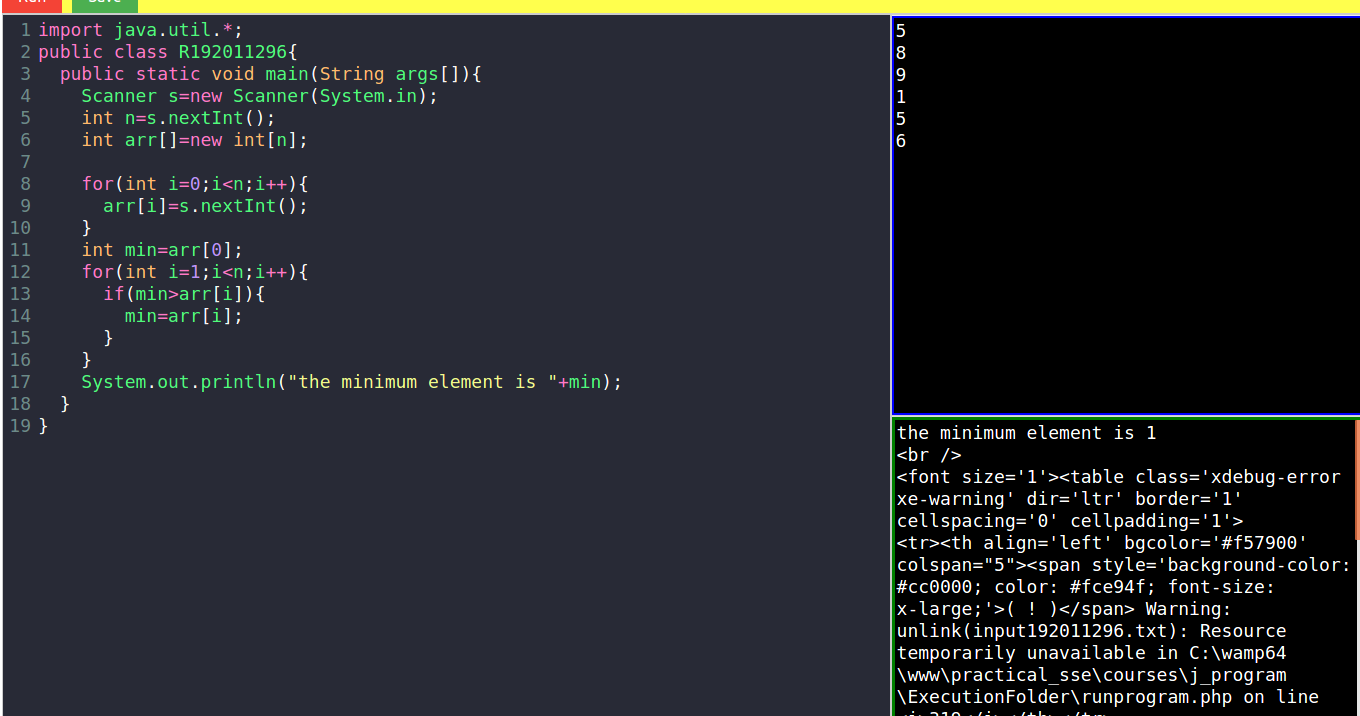 Run Save
1 import java.util.*;
2 public class R192011296{
3   public static void main(String args[]){
4     Scanner s=new Scanner(System.in);
5     int n=s.nextInt();
6     int arr[]=new int[n];
7
8     for(int i=0;i<n;i++){
9       arr[i]=s.nextInt();
10     }
11     int min=arr[0];
12     for(int i=1;i<n;i++){
13       if(min>arr[i]){
14         min=arr[i];
15       }
16     }
17     System.out.println("the minimum element is "+min);
18   }
19 }
5
8
9
1
5
6
the minimum element is 1
<br />
<font size='1'><table class='xdebug-error
xe-warning' dir='ltr' border='1'
cellspacing='0' cellpadding='1'>
<tr><th align='left' bgcolor='#f57900'
colspan="5"><span style='background-color:
#cc0000; color: #fce94f; font-size:
x-large;'>( ! )</span> Warning:
unlink(input192011296.txt): Resource
temporarily unavailable in C:\wamp64
\www\practical_sse\courses\j_program
\ExecutionFolder\runprogram.php on line